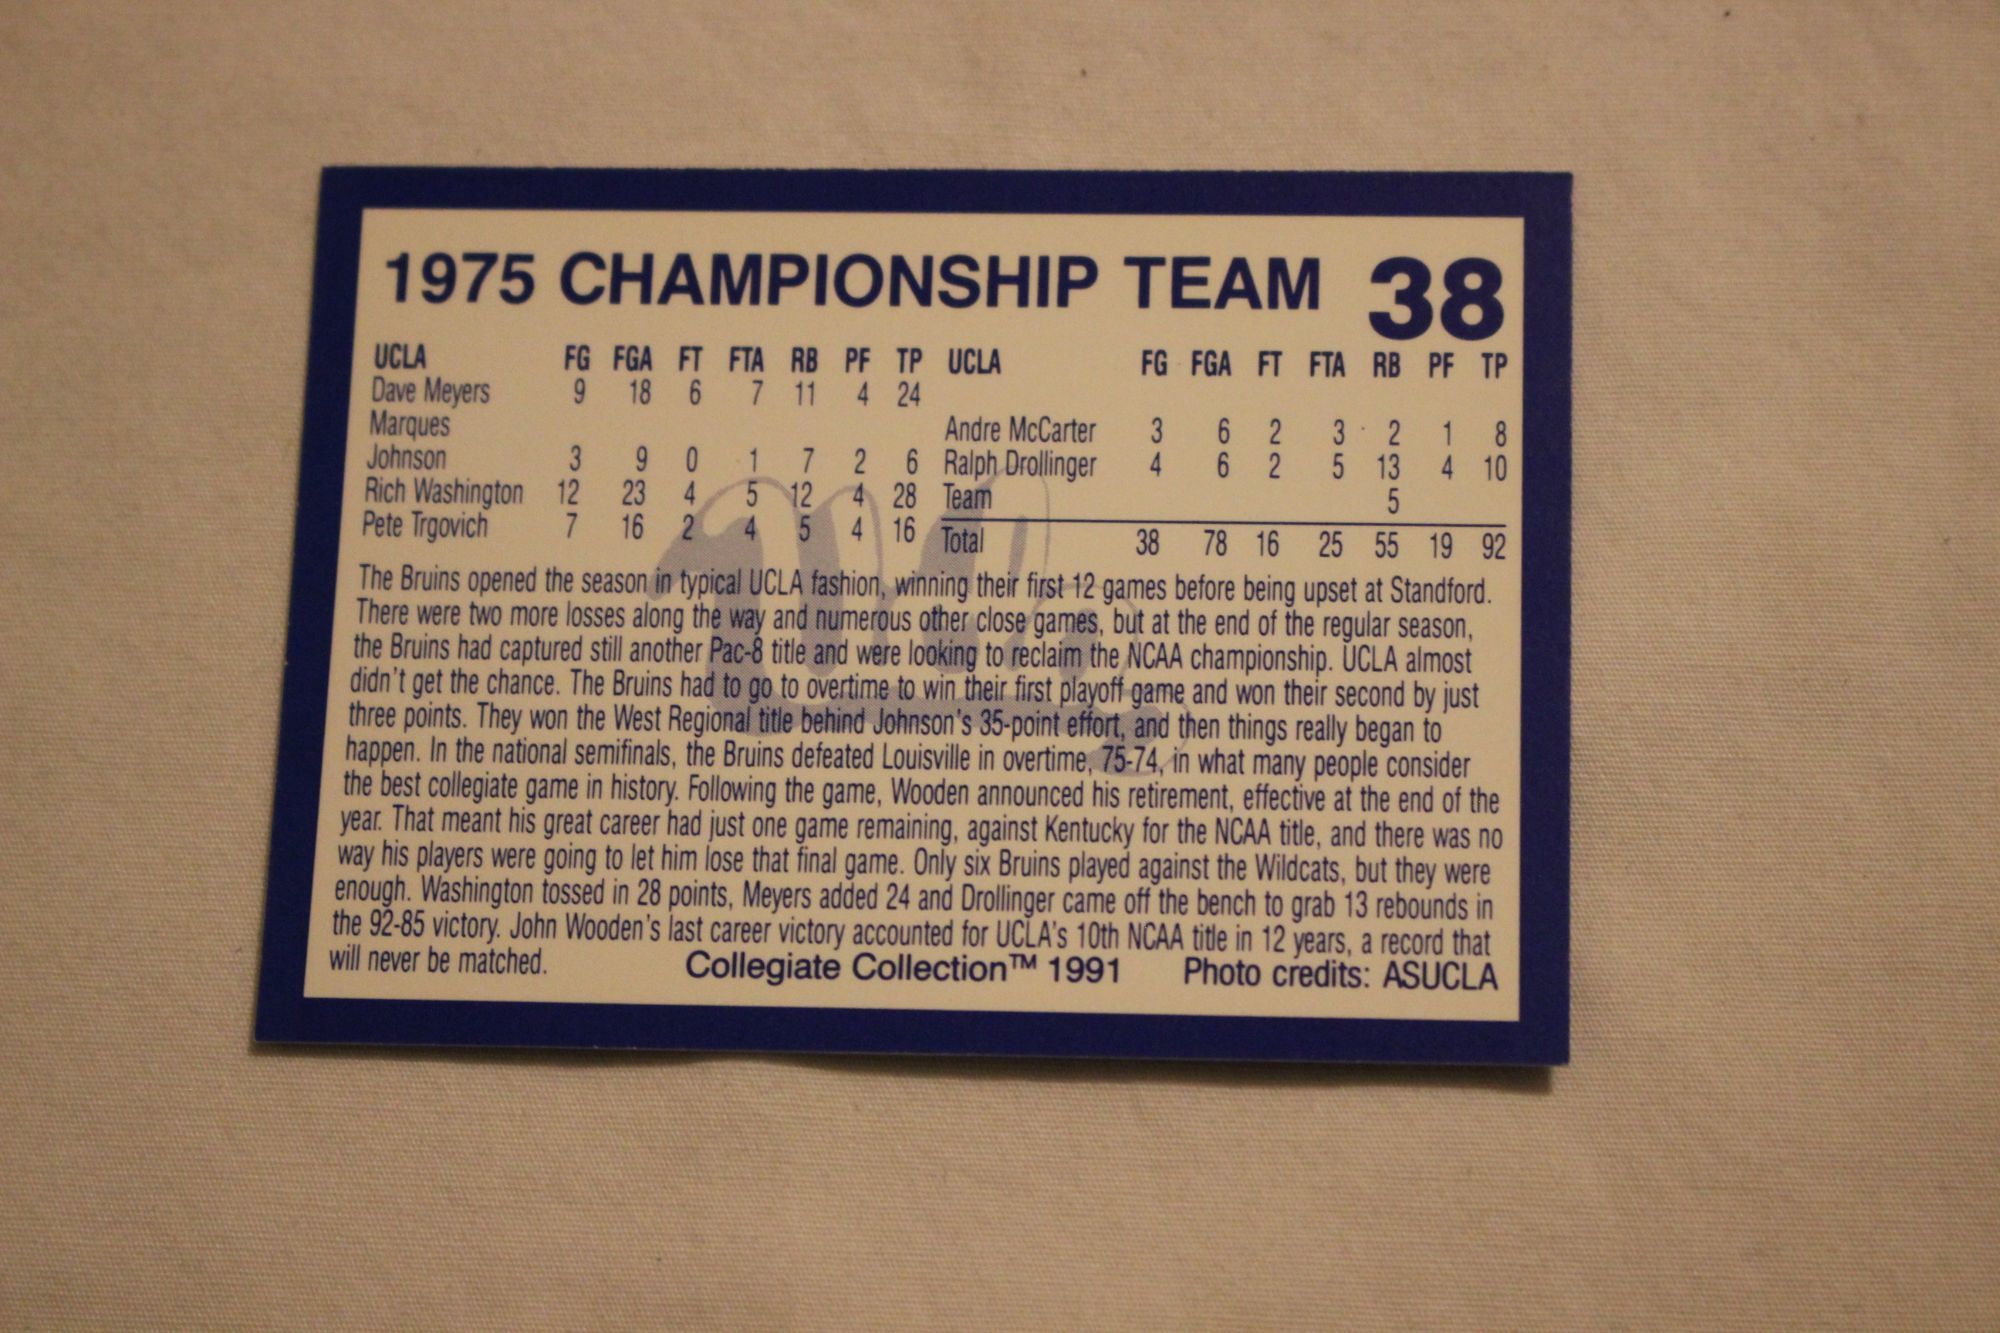 1975 CHAMPIONSHIP TEAM 38
UCLA FG FGA FT FTA RB PF TP
Dave Meyers 9 18 6 7 11 4 24
Marques
Johnson 3 9 0 1 7 2 6
Rich Washington 12 23 4 5 12 4 28
Pete Trgovich 7 16 2 4 5 4 16
UCLA FG FGA FT FTA RB PF TP
Andre McCarter 3 6 2 3 2 1 8
Ralph Drollinger 4 6 2 5 13 4 10
Team 5
Total 38 78 16 25 55 19 92
The Bruins opened the season in typical UCLA fashion, winning their first 12 games before being upset at Standford.
There were two more losses along the way and numerous other close games, but at the end of the regular season,
the Bruins had captured still another Pac-8 title and were looking to reclaim the NCAA championship. UCLA almost
didn't get the chance. The Bruins had to go to overtime to win their first playoff game and won their second by just
three points. They won the West Regional title behind Johnson's 35-point effort, and then things really began to
happen. In the national semifinals, the Bruins defeated Louisville in overtime, 75-74, in what many people consider
the best collegiate game in history. Following the game, Wooden announced his retirement, effective at the end of the
year. That meant his great career had just one game remaining, against Kentucky for the NCAA title, and there was no
way his players were going to let him lose that final game. Only six Bruins played against the Wildcats, but they were
enough. Washington tossed in 28 points, Meyers added 24 and Drollinger came off the bench to grab 13 rebounds in
the 92-85 victory. John Wooden's last career victory accounted for UCLA's 10th NCAA title in 12 years, a record that
will never be matched.
Collegiate Collection™ 1991 Photo credits: ASUCLA
Ucla